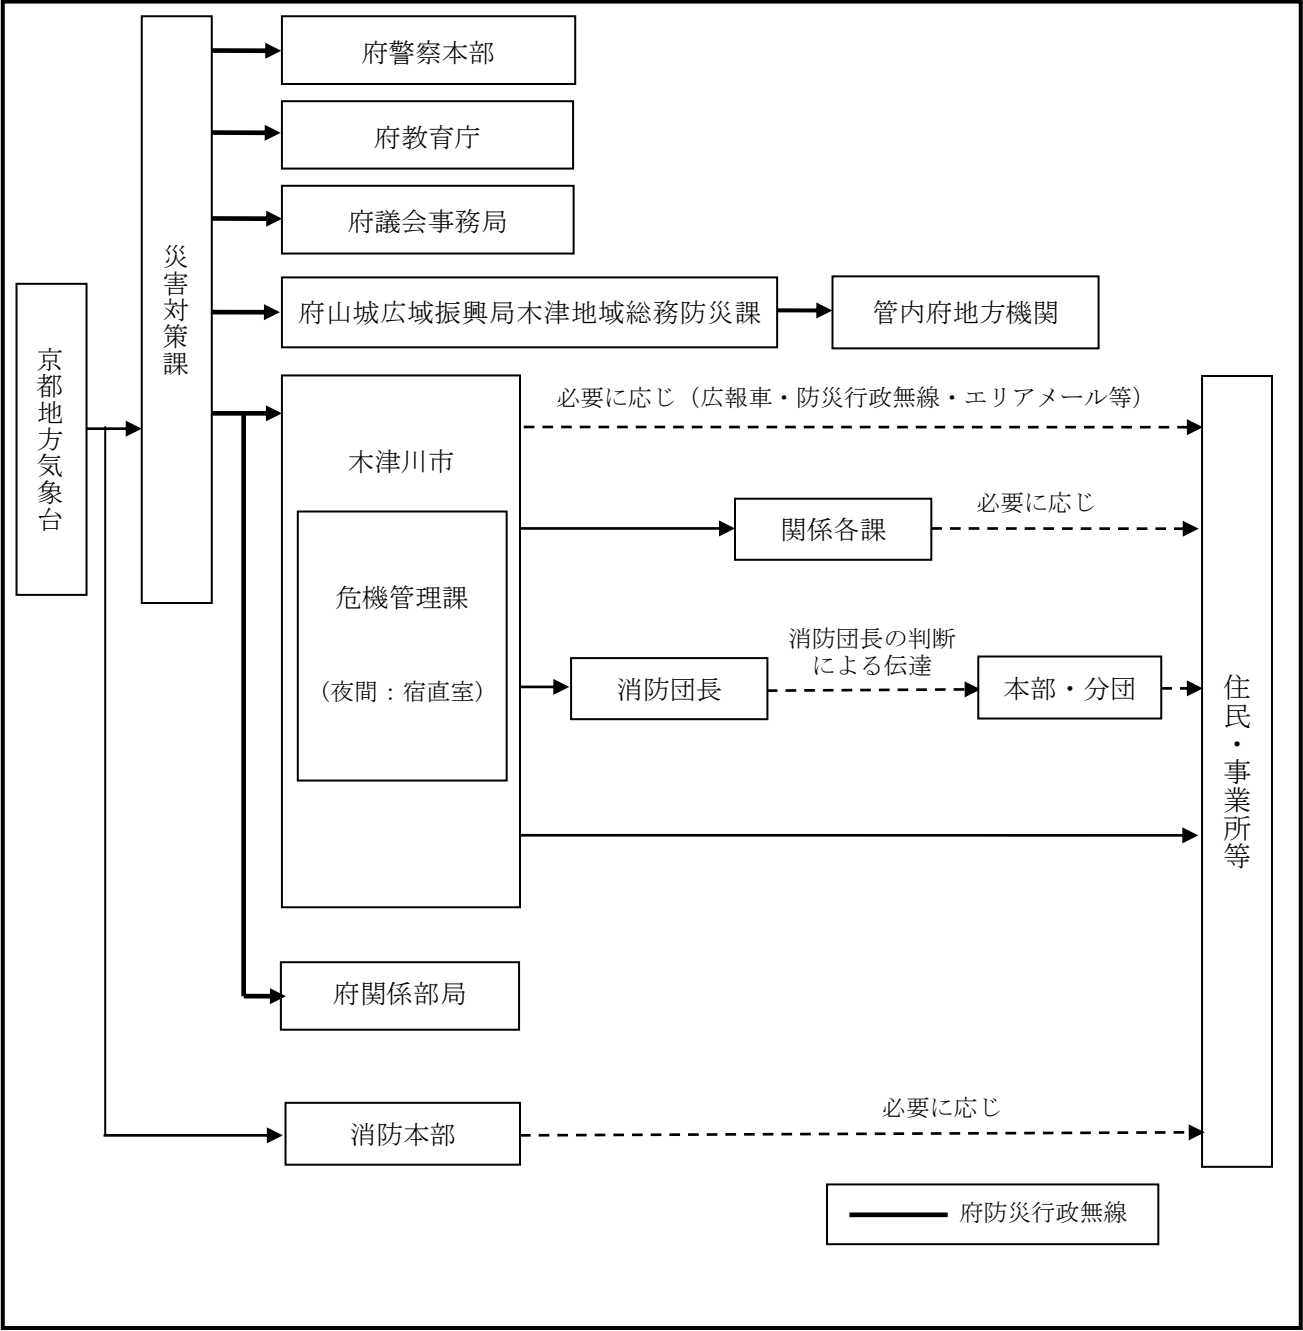 府警察本部
府教育庁
府議会事務局
災害対策課
府山城広域振興局木津地域総務防災課
管内府地方機関
京都地方気象台
必要に応じ（広報車・防災行政無線・エリアメール等）
木津川市
関係各課
必要に応じ
危機管理課
（夜間：宿直室）
消防団長
消防団長の判断
による伝達
本部・分団
住民・事業所等
府関係部局
消防本部
必要に応じ
府防災行政無線